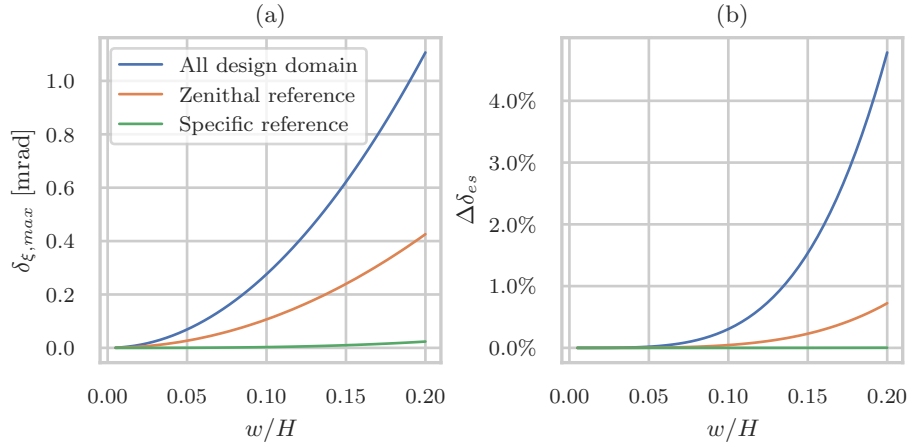 (a)
All design domain
Zenithal reference
Specific reference
δξ,max [mrad]
1.0
0.8
0.6
0.4
0.2
0.0
0.00 0.05 0.10 0.15 0.20
w/H
(b)
Δδes
4.0%
3.0%
2.0%
1.0%
0.0%
0.00 0.05 0.10 0.15 0.20
w/H